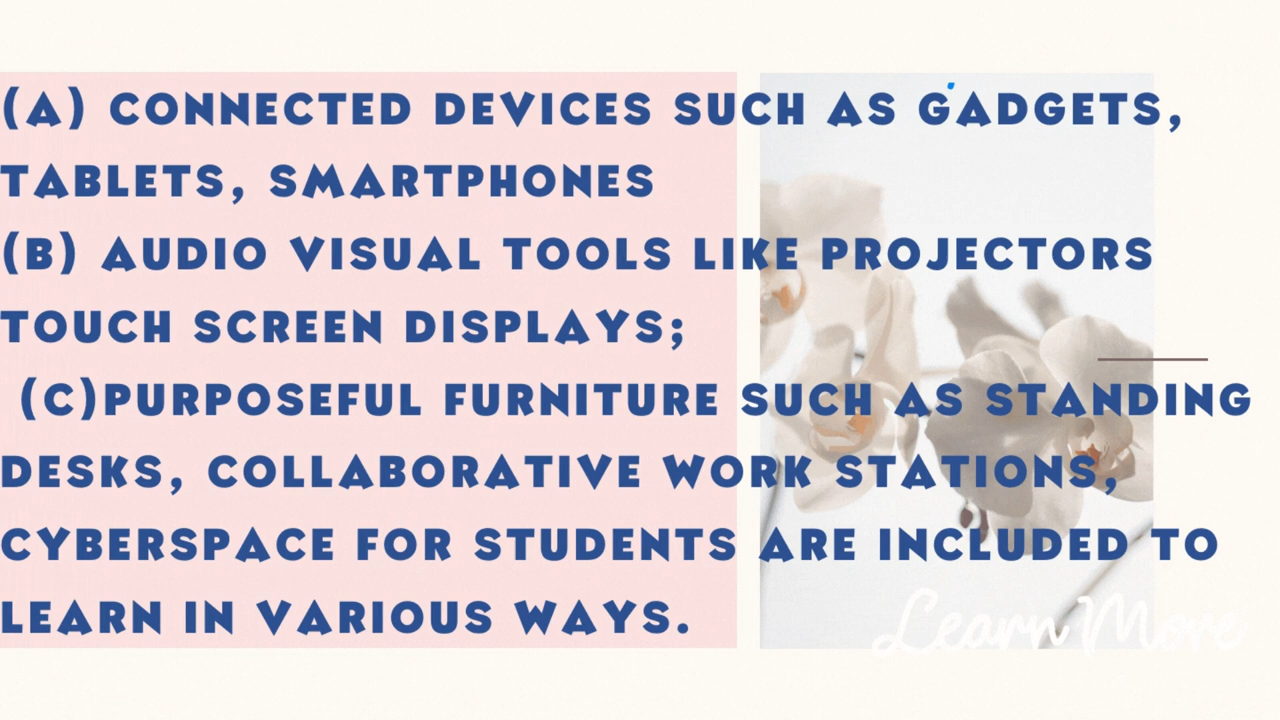 (A) CONNECTED DEVICES SUCH AS GADGETS,
TABLETS, SMARTPHONES
(B) AUDIO VISUAL TOOLS LIKE PROJECTORS
TOUCH SCREEN DISPLAYS;
(C)PURPOSEFUL FURNITURE SUCH AS STANDING
DESKS, COLLABORATIVE WORK STATIONS,
CYBERSPACE FOR STUDENTS ARE INCLUDED TO
LEARN IN VARIOUS WAYS.
Learn More